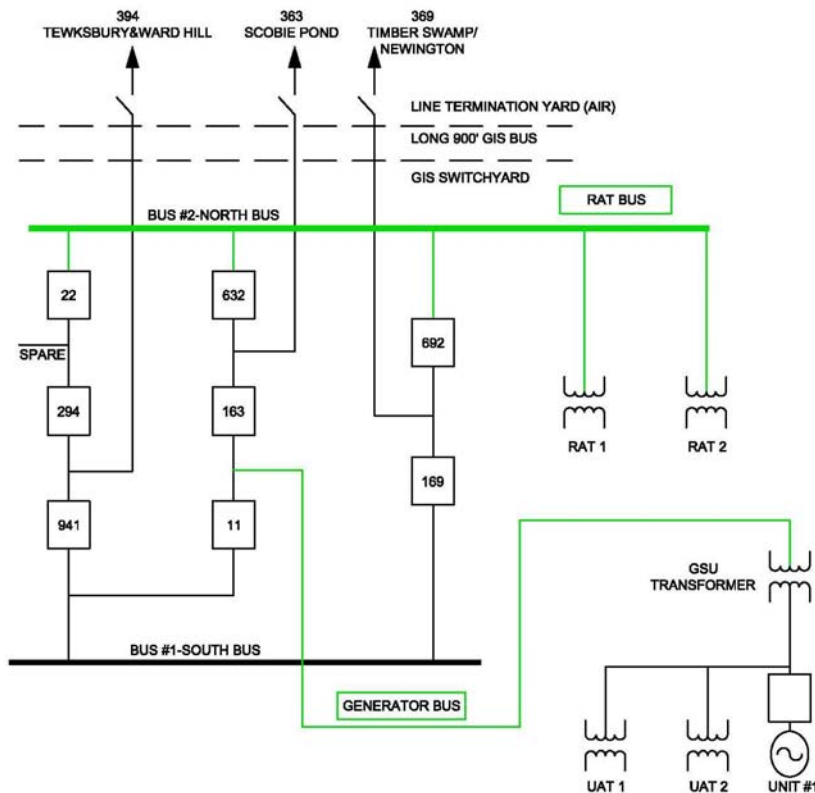 394
TEWKSBURY&WARD HILL
363
SCOBIE POND
369
TIMBER SWAMP/
NEWINGTON
LINE TERMINATION YARD (AIR)
LONG 900' GIS BUS
GIS SWITCHYARD
RAT BUS
BUS #2-NORTH BUS
22
632
692
SPARE
294
163
RAT 1
RAT 2
169
941
11
GSU
TRANSFORMER
BUS #1-SOUTH BUS
GENERATOR BUS
UAT 1
UAT 2
UNIT #1